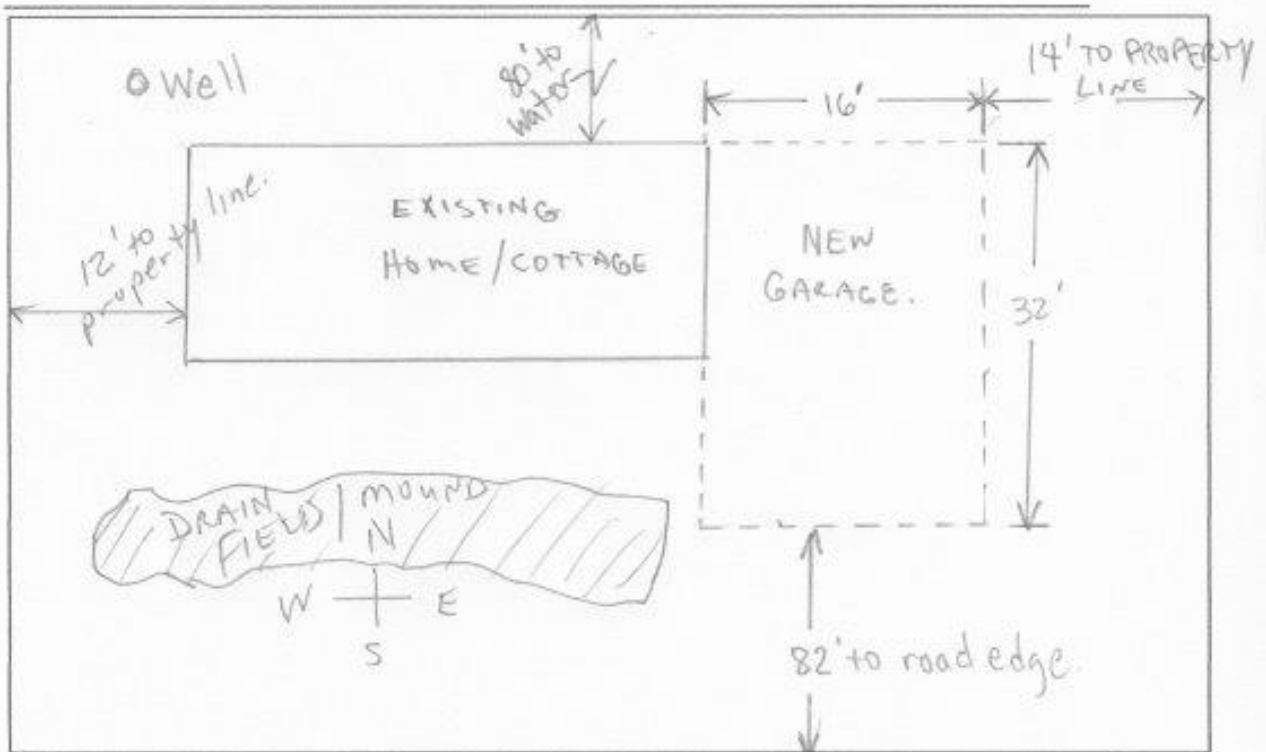 Well
80' to
water
16'
14' TO PROPERTY
LINE
EXISTING
HOME/COTTAGE
NEW
GARAGE.
12' to
property line.
32'
DRAIN
FIELD / MOUND
N
W E
S
82' to road edge.